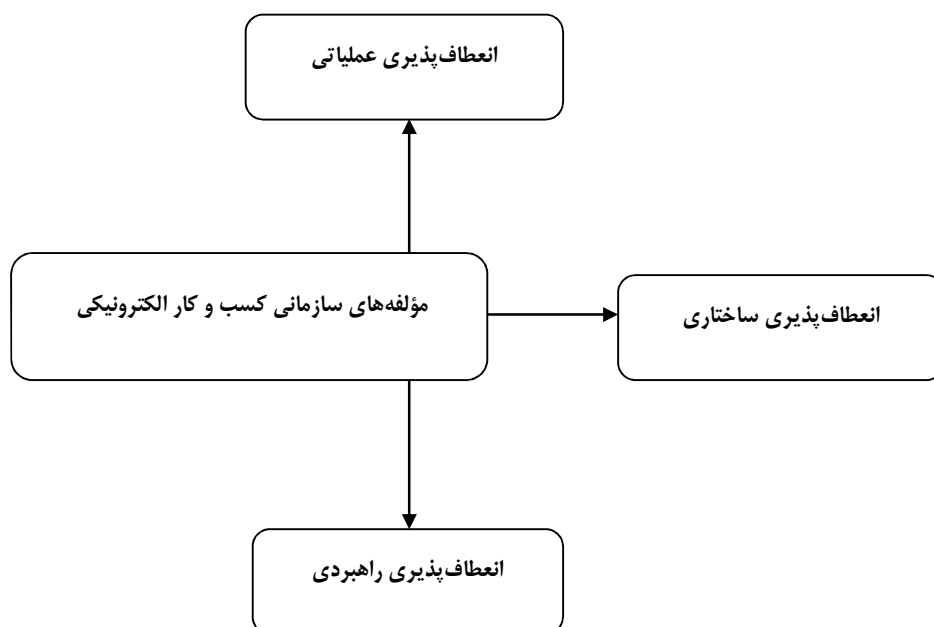 انعطاف‌پذیری عملیاتی
مؤلفه‌های سازمانی کسب و کار الکترونیکی
انعطاف‌پذیری ساختاری
انعطاف‌پذیری راهبردی